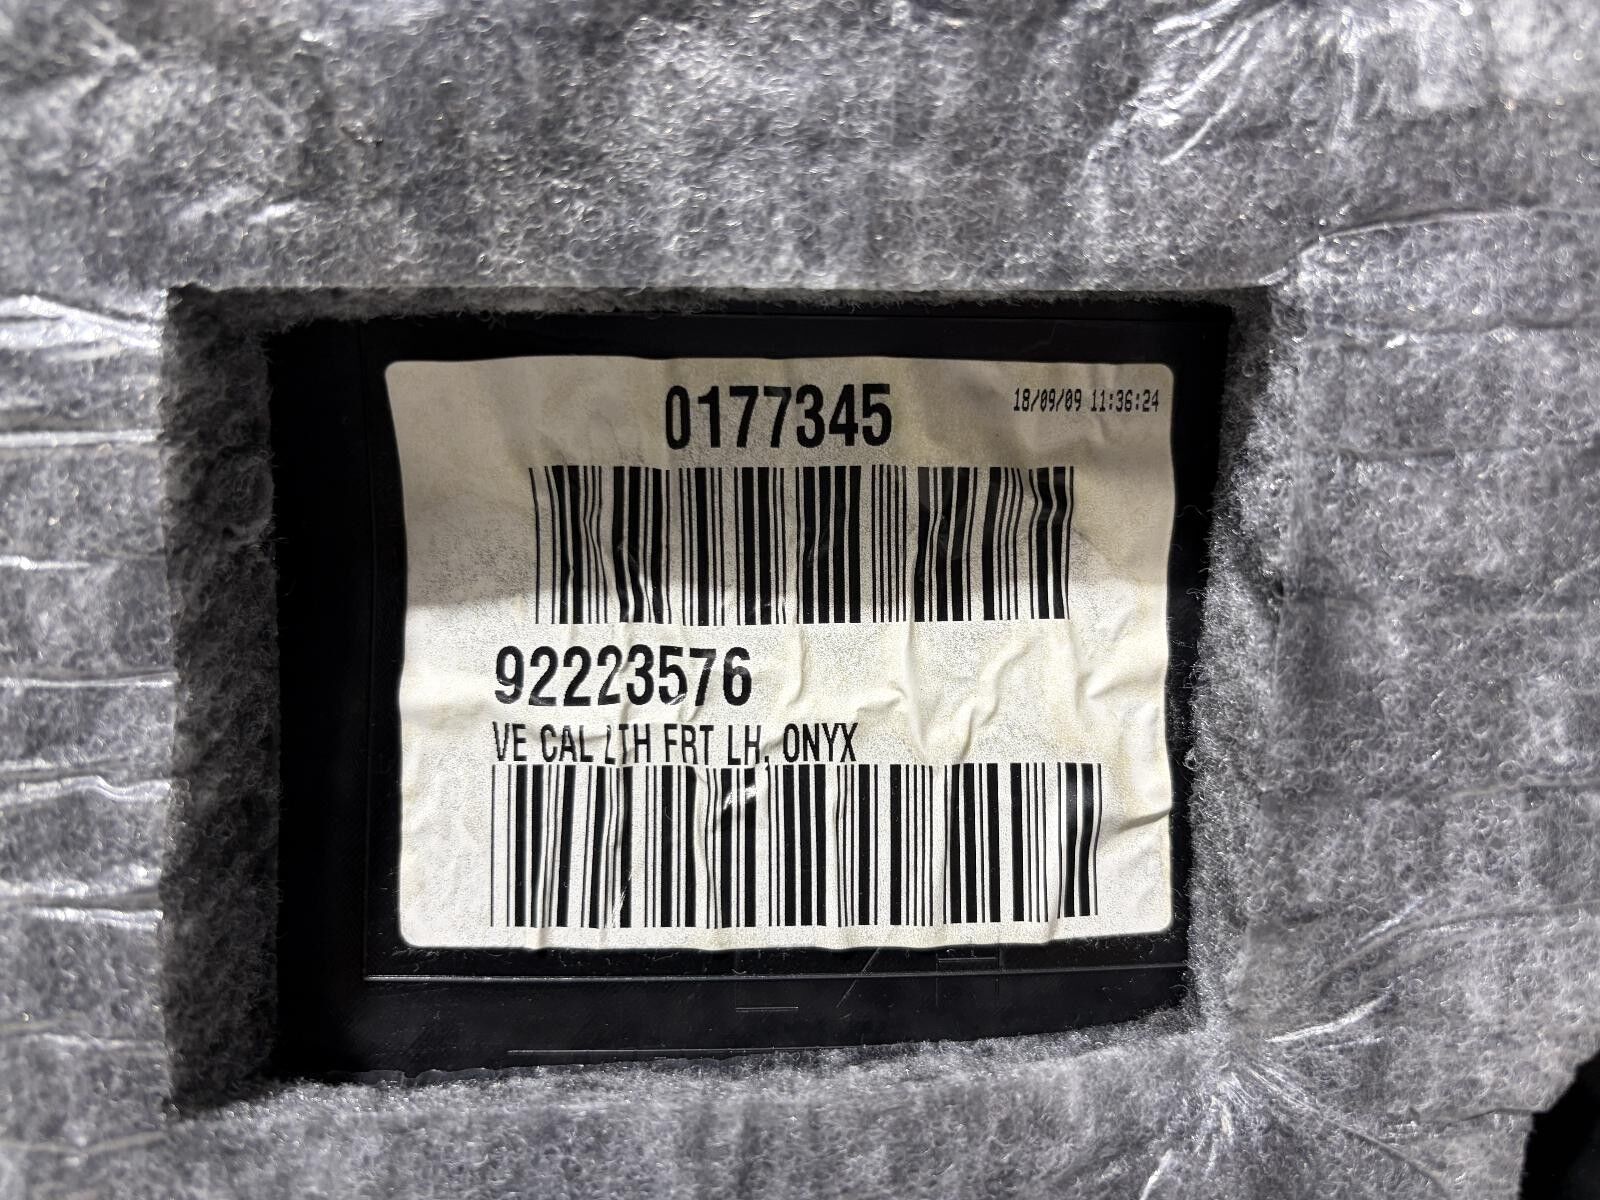 0177345
18/09/09 11:36:24
92223576
VE CAL LTH FRT LH, ONYX